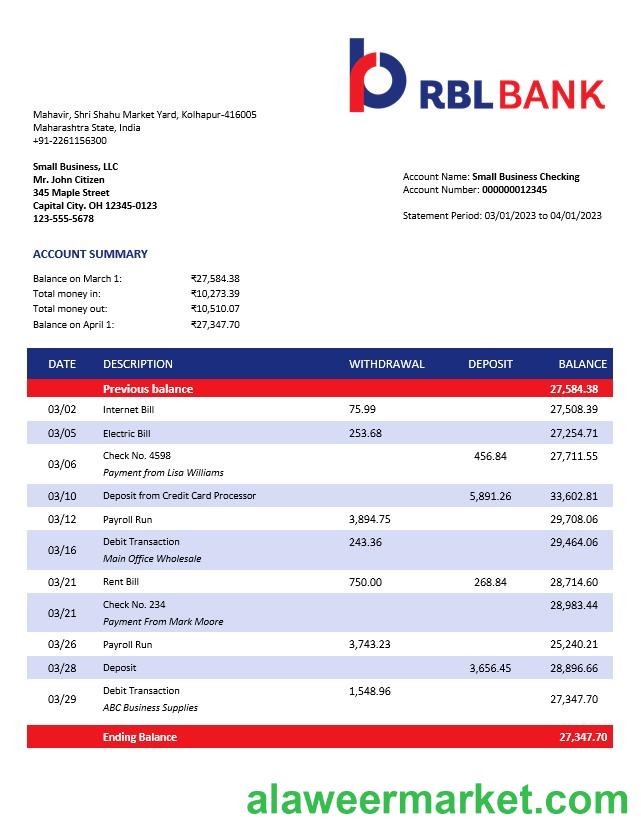 RBL BANK
Mahavir, Shri Shahu Market Yard, Kolhapur-416005
Maharashtra State, India
+91-2261156300
Small Business, LLC
Mr. John Citizen
345 Maple Street
Capital City. OH 12345-0123
123-555-5678
Account Name: Small Business Checking
Account Number: 000000012345
Statement Period: 03/01/2023 to 04/01/2023
ACCOUNT SUMMARY
Balance on March 1: ₹27,584.38
Total money in: ₹10,273.39
Total money out: ₹10,510.07
Balance on April 1: ₹27,347.70
DATE DESCRIPTION WITHDRAWAL DEPOSIT BALANCE
Previous balance 27,584.38
03/02 Internet Bill 75.99 27,508.39
03/05 Electric Bill 253.68 27,254.71
03/06 Check No. 4598 456.84 27,711.55
Payment from Lisa Williams
03/10 Deposit from Credit Card Processor 5,891.26 33,602.81
03/12 Payroll Run 3,894.75 29,708.06
03/16 Debit Transaction 243.36 29,464.06
Main Office Wholesale
03/21 Rent Bill 750.00 268.84 28,714.60
03/21 Check No. 234 28,983.44
Payment From Mark Moore
03/26 Payroll Run 3,743.23 25,240.21
03/28 Deposit 3,656.45 28,896.66
03/29 Debit Transaction 1,548.96 27,347.70
ABC Business Supplies
Ending Balance 27,347.70
alaweermarket.com